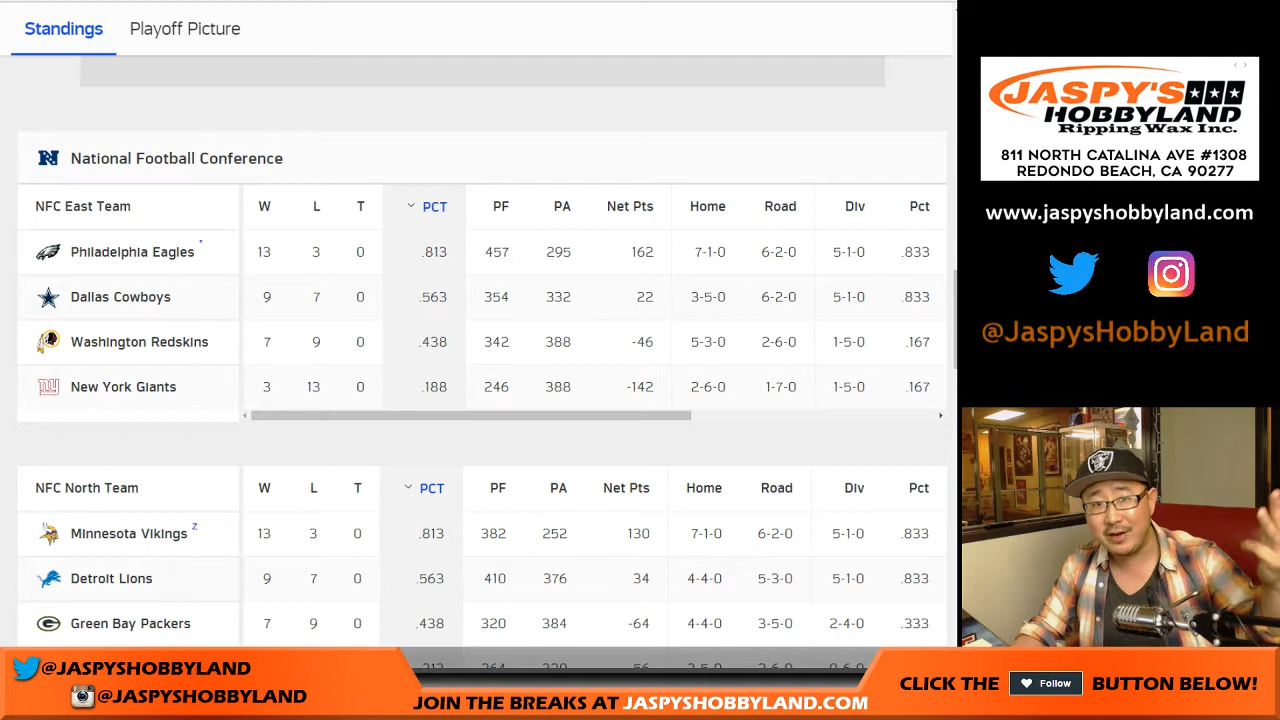 Standings Playoff Picture
National Football Conference
NFC East Team W L T PCT PF PA Net Pts Home Road Div Pct
Philadelphia Eagles * 13 3 0 .813 457 295 162 7-1-0 6-2-0 5-1-0 .833
Dallas Cowboys 9 7 0 .563 354 332 22 3-5-0 6-2-0 5-1-0 .833
Washington Redskins 7 9 0 .438 342 388 -46 5-3-0 2-6-0 1-5-0 .167
New York Giants 3 13 0 .188 246 388 -142 2-6-0 1-7-0 1-5-0 .167
NFC North Team W L T PCT PF PA Net Pts Home Road Div Pct
Minnesota Vikings z 13 3 0 .813 382 252 130 7-1-0 6-2-0 5-1-0 .833
Detroit Lions 9 7 0 .563 410 376 34 4-4-0 5-3-0 5-1-0 .833
Green Bay Packers 7 9 0 .438 320 384 -64 4-4-0 3-5-0 2-4-0 .333
JASPY'S
HOBBYLAND
Ripping Wax Inc.
811 NORTH CATALINA AVE #1308
REDONDO BEACH, CA 90277
www.jaspyshobbyland.com
@JaspysHobbyLand
@JASPYSHOBBYLAND
@JASPYSHOBBYLAND
JOIN THE BREAKS AT JASPYSHOBBYLAND.COM
CLICK THE Follow BUTTON BELOW!